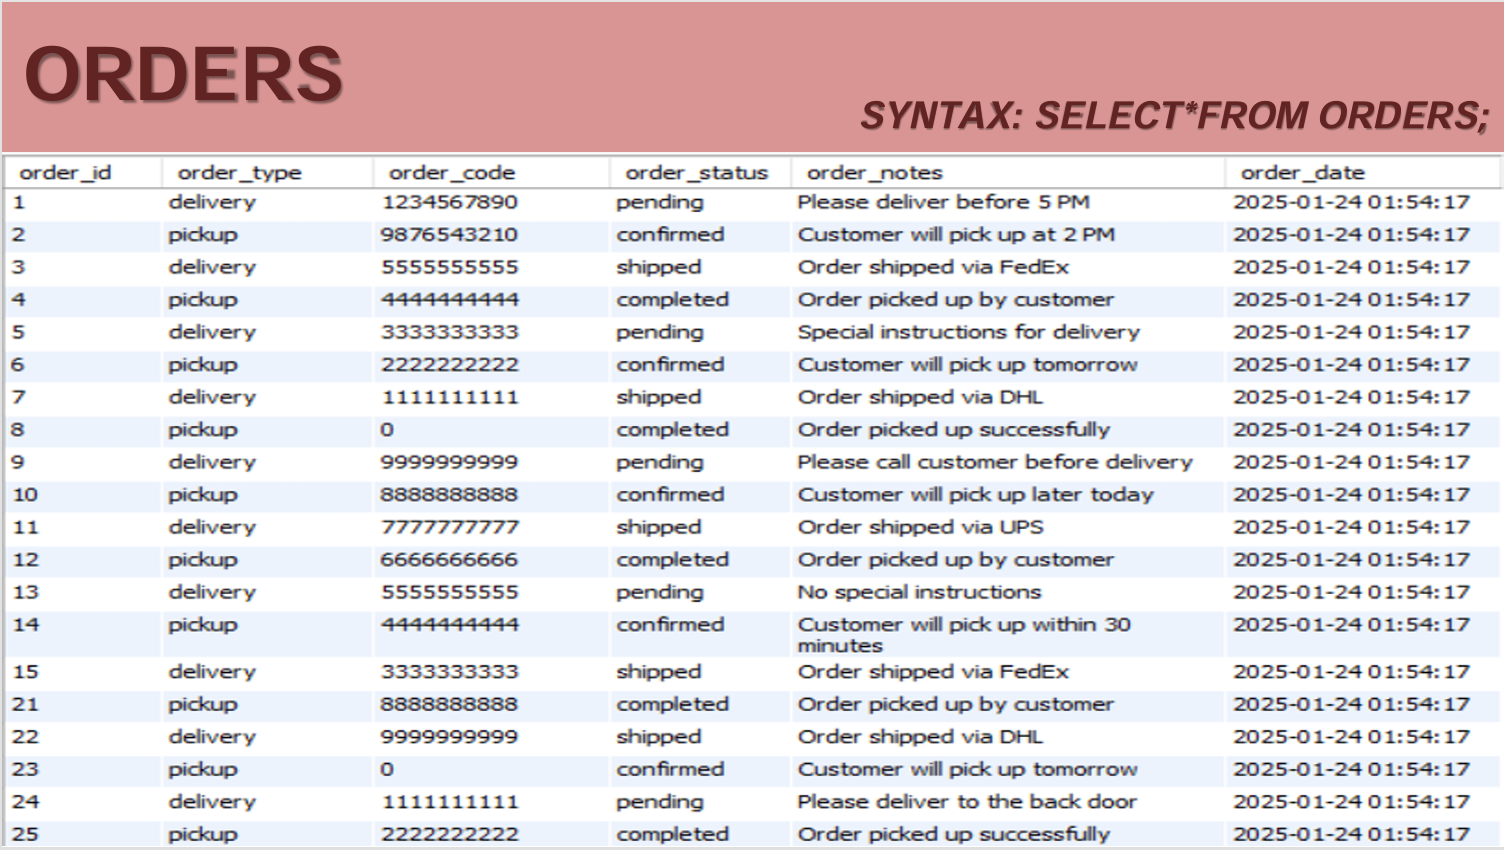 ORDERS
SYNTAX: SELECT*FROM ORDERS;
order_id order_type order_code order_status order_notes order_date
1 delivery 1234567890 pending Please deliver before 5 PM 2025-01-24 01:54:17
2 pickup 9876543210 confirmed Customer will pick up at 2 PM 2025-01-24 01:54:17
3 delivery 5555555555 shipped Order shipped via FedEx 2025-01-24 01:54:17
4 pickup 4444444444 completed Order picked up by customer 2025-01-24 01:54:17
5 delivery 3333333333 pending Special instructions for delivery 2025-01-24 01:54:17
6 pickup 2222222222 confirmed Customer will pick up tomorrow 2025-01-24 01:54:17
7 delivery 1111111111 shipped Order shipped via DHL 2025-01-24 01:54:17
8 pickup 0 completed Order picked up successfully 2025-01-24 01:54:17
9 delivery 9999999999 pending Please call customer before delivery 2025-01-24 01:54:17
10 pickup 8888888888 confirmed Customer will pick up later today 2025-01-24 01:54:17
11 delivery 7777777777 shipped Order shipped via UPS 2025-01-24 01:54:17
12 pickup 6666666666 completed Order picked up by customer 2025-01-24 01:54:17
13 delivery 5555555555 pending No special instructions 2025-01-24 01:54:17
14 pickup 4444444444 confirmed Customer will pick up within 30 2025-01-24 01:54:17
minutes
15 delivery 3333333333 shipped Order shipped via FedEx 2025-01-24 01:54:17
21 pickup 8888888888 completed Order picked up by customer 2025-01-24 01:54:17
22 delivery 9999999999 shipped Order shipped via DHL 2025-01-24 01:54:17
23 pickup 0 confirmed Customer will pick up tomorrow 2025-01-24 01:54:17
24 delivery 1111111111 pending Please deliver to the back door 2025-01-24 01:54:17
25 pickup 2222222222 completed Order picked up successfully 2025-01-24 01:54:17